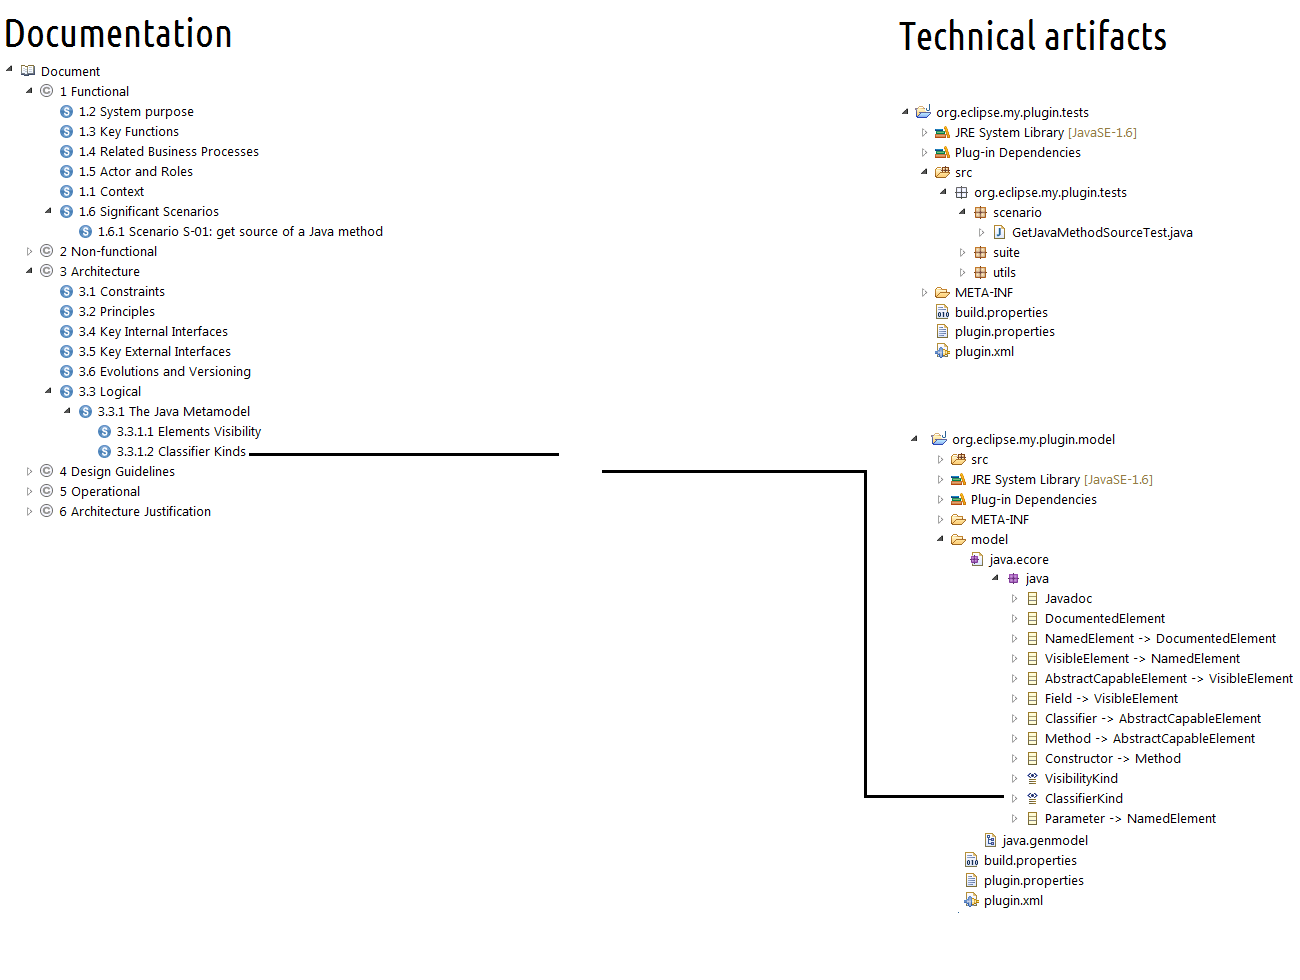 Documentation
Document
1 Functional
1.2 System purpose
1.3 Key Functions
1.4 Related Business Processes
1.5 Actor and Roles
1.1 Context
1.6 Significant Scenarios
1.6.1 Scenario S-01: get source of a Java method
2 Non-functional
3 Architecture
3.1 Constraints
3.2 Principles
3.4 Key Internal Interfaces
3.5 Key External Interfaces
3.6 Evolutions and Versioning
3.3 Logical
3.3.1 The Java Metamodel
3.3.1.1 Elements Visibility
3.3.1.2 Classifier Kinds
4 Design Guidelines
5 Operational
6 Architecture Justification
Technical artifacts
org.eclipse.my.plugin.tests
JRE System Library [JavaSE-1.6]
Plug-in Dependencies
src
org.eclipse.my.plugin.tests
scenario
GetJavaMethodSourceTest.java
suite
utils
META-INF
build.properties
plugin.properties
plugin.xml
org.eclipse.my.plugin.model
src
JRE System Library [JavaSE-1.6]
Plug-in Dependencies
META-INF
model
java.ecore
java
Javadoc
DocumentedElement
NamedElement -> DocumentedElement
VisibleElement -> NamedElement
AbstractCapableElement -> VisibleElement
Field -> VisibleElement
Classifier -> AbstractCapableElement
Method -> AbstractCapableElement
Constructor -> Method
VisibilityKind
ClassifierKind
Parameter -> NamedElement
java.genmodel
build.properties
plugin.properties
plugin.xml